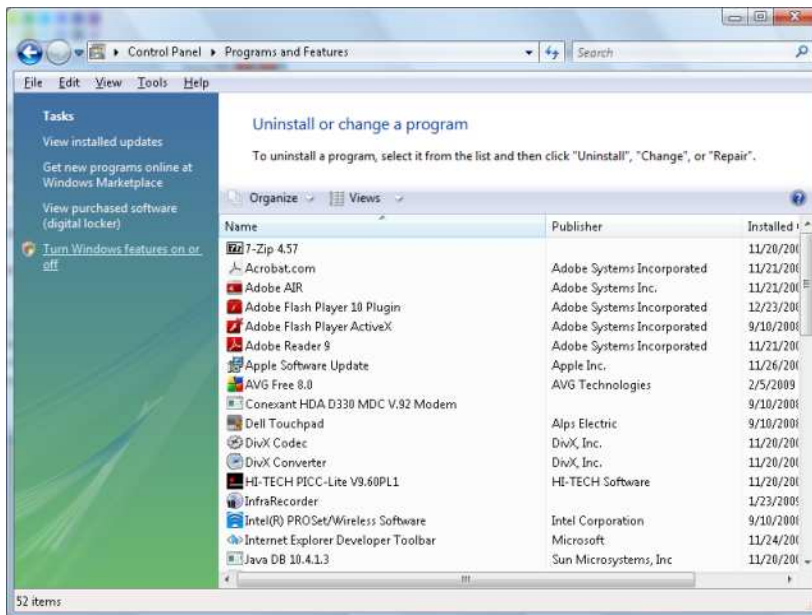 Control Panel ▸ Programs and Features
Search
File Edit View Tools Help
Tasks
View installed updates
Get new programs online at
Windows Marketplace
View purchased software
(digital locker)
Turn Windows features on or
off
Uninstall or change a program
To uninstall a program, select it from the list and then click "Uninstall", "Change", or "Repair".
Organize Views
Name Publisher Installed
7-Zip 4.57 11/20/200
Acrobat.com Adobe Systems Incorporated 11/21/200
Adobe AIR Adobe Systems Inc. 11/21/200
Adobe Flash Player 10 Plugin Adobe Systems Incorporated 12/23/200
Adobe Flash Player ActiveX Adobe Systems Incorporated 9/10/2008
Adobe Reader 9 Adobe Systems Incorporated 11/21/200
Apple Software Update Apple Inc. 11/26/200
AVG Free 8.0 AVG Technologies 2/5/2009
Conexant HDA D330 MDC V.92 Modem 9/10/2008
Dell Touchpad Alps Electric 9/10/2008
DivX Codec DivX, Inc. 11/20/200
DivX Converter DivX, Inc. 11/20/200
HI-TECH PICC-Lite V9.60PL1 HI-TECH Software 11/20/200
InfraRecorder 1/23/2009
Intel(R) PROSet/Wireless Software Intel Corporation 9/10/2008
Internet Explorer Developer Toolbar Microsoft 11/24/200
Java DB 10.4.1.3 Sun Microsystems, Inc 11/20/200
52 items